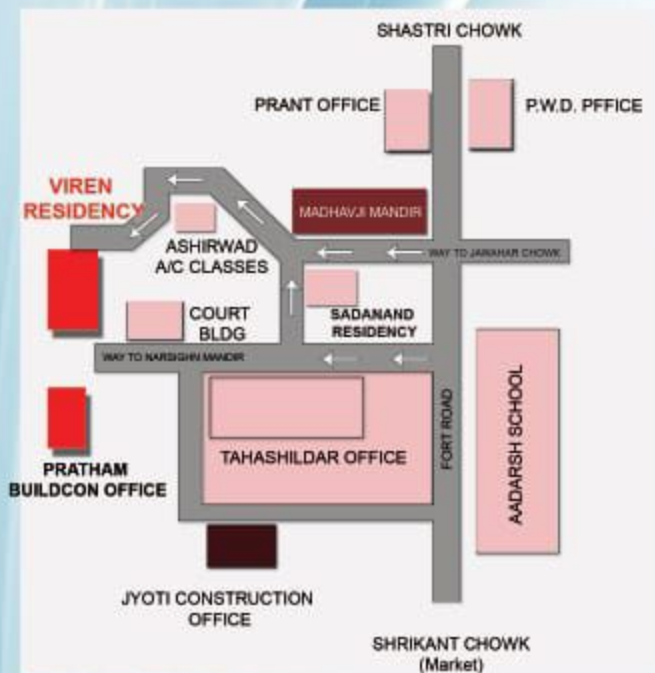 SHASTRI CHOWK
PRANT OFFICE
P.W.D. PFFICE
VIREN
RESIDENCY
MADHAVJI MANDIR
ASHIRWAD
A/C CLASSES
WAY TO JAWAHAR CHOWK
COURT
BLDG
SADANAND
RESIDENCY
WAY TO NARSIGHN MANDIR
TAHASHILDAR OFFICE
FORT ROAD
AADARSH SCHOOL
PRATHAM
BUILDCON OFFICE
JYOTI CONSTRUCTION
OFFICE
SHRIKANT CHOWK
(Market)